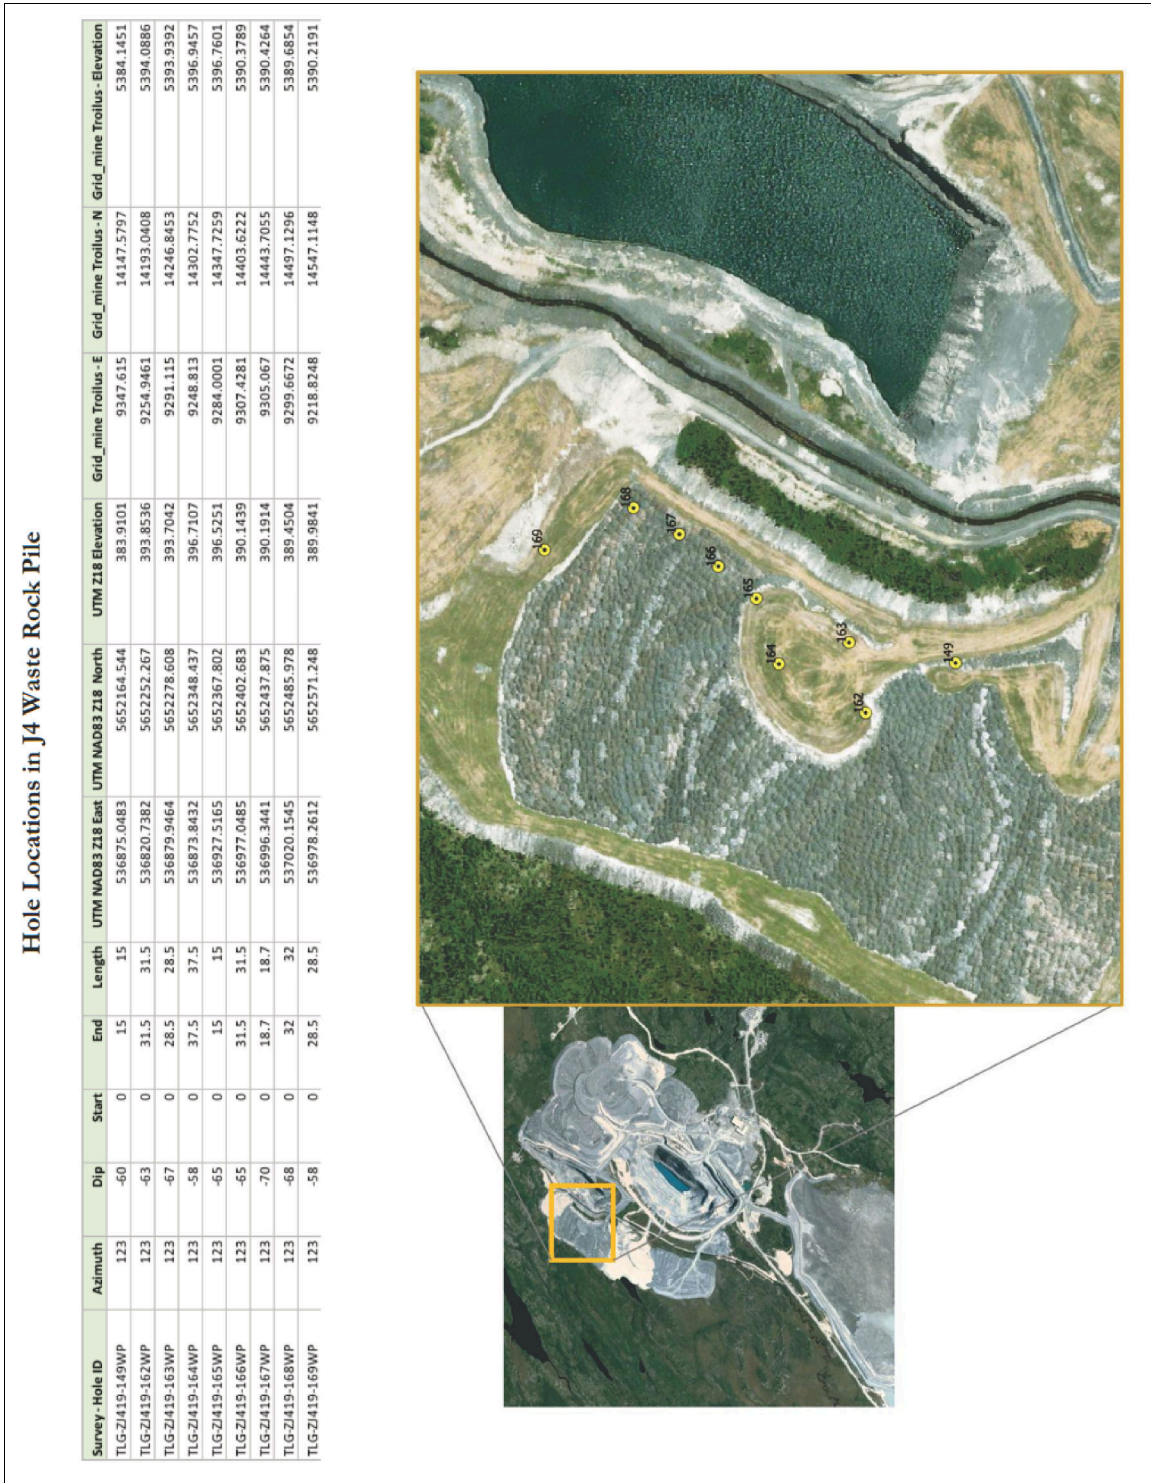 Hole Locations in J4 Waste Rock Pile
Survey - Hole ID Azimuth Dip Start End Length UTM NAD83 Z18 East UTM NAD83 Z18 North UTM Z18 Elevation Grid_mine Troilus - E Grid_mine Troilus - N Grid_mine Troilus - Elevation
TLG-ZJ419-149WP 123 -60 0 15 15 536875.0483 5652164.544 383.9101 9347.615 14147.5797 5384.1451
TLG-ZJ419-162WP 123 -63 0 31.5 31.5 536820.7382 5652252.267 393.8536 9254.9461 14193.0408 5394.0886
TLG-ZJ419-163WP 123 -67 0 28.5 28.5 536879.9464 5652278.608 393.7042 9291.115 14246.8453 5393.9392
TLG-ZJ419-164WP 123 -58 0 37.5 37.5 536873.8432 5652348.437 396.7107 9248.813 14302.7752 5396.9457
TLG-ZJ419-165WP 123 -65 0 15 15 536927.5165 5652367.802 396.5251 9284.0001 14347.7259 5396.7601
TLG-ZJ419-166WP 123 -65 0 31.5 31.5 536977.0485 5652402.683 390.1439 9307.4281 14403.6222 5390.3789
TLG-ZJ419-167WP 123 -70 0 18.7 18.7 536996.3441 5652437.875 390.1914 9305.067 14443.7055 5390.4264
TLG-ZJ419-168WP 123 -68 0 32 32 537020.1545 5652485.978 389.4504 9299.6672 14497.1296 5389.6854
TLG-ZJ419-169WP 123 -58 0 28.5 28.5 536978.2612 5652571.248 389.9841 9218.8248 14547.1148 5390.2191
169
168
167
166
165
164
163
162
149